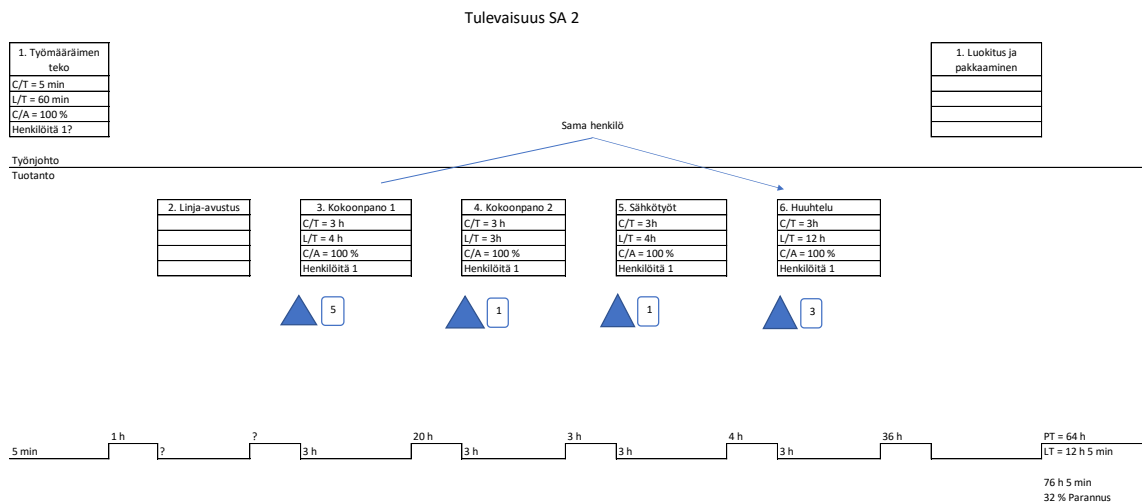 Tulevaisuus SA 2
1. Työmääräimen
teko
C/T = 5 min
L/T = 60 min
C/A = 100 %
Henkilöitä 1?
1. Luokitus ja
pakkaaminen
Sama henkilö
Työnjohto
Tuotanto
2. Linja-avustus
3. Kokoonpano 1
C/T = 3 h
L/T = 4 h
C/A = 100 %
Henkilöitä 1
4. Kokoonpano 2
C/T = 3 h
L/T = 3h
C/A = 100 %
Henkilöitä 1
5. Sähkötyöt
C/T = 3h
L/T = 4h
C/A = 100 %
Henkilöitä 1
6. Huuhtelu
C/T = 3h
L/T = 12 h
C/A = 100 %
Henkilöitä 1
5
1
1
3
1 h
?
20 h
3 h
4 h
36 h
PT = 64 h
5 min
?
3 h
3 h
3 h
3 h
LT = 12 h 5 min
76 h 5 min
32 % Parannus